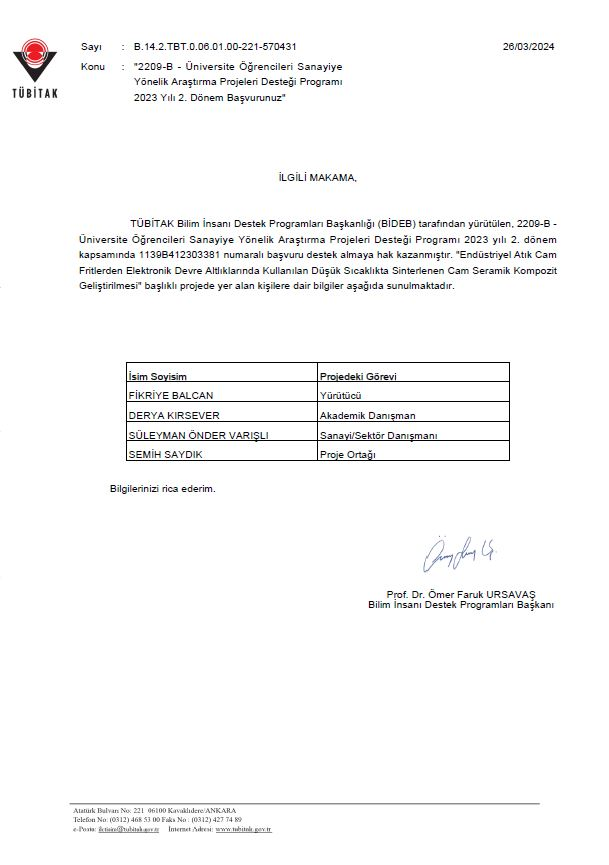 TÜBİTAK
Sayı : B.14.2.TBT.0.06.01.00-221-570431 26/03/2024
Konu : "2209-B - Üniversite Öğrencileri Sanayiye
Yönelik Araştırma Projeleri Desteği Programı
2023 Yılı 2. Dönem Başvurunuz"
İLGİLİ MAKAMA,
TÜBİTAK Bilim İnsanı Destek Programları Başkanlığı (BİDEB) tarafından yürütülen, 2209-B -
Üniversite Öğrencileri Sanayiye Yönelik Araştırma Projeleri Desteği Programı 2023 yılı 2. dönem
kapsamında 1139B412303381 numaralı başvuru destek almaya hak kazanmıştır. "Endüstriyel Atık Cam
Fritlerden Elektronik Devre Altlıklarında Kullanılan Düşük Sıcaklıkta Sinterlenen Cam Seramik Kompozit
Geliştirilmesi" başlıklı projede yer alan kişilere dair bilgiler aşağıda sunulmaktadır.
İsim Soyisim Projedeki Görevi
FİKRİYE BALCAN Yürütücü
DERYA KIRSEVER Akademik Danışman
SÜLEYMAN ÖNDER VARIŞLI Sanayi/Sektör Danışmanı
SEMİH SAYDIK Proje Ortağı
Bilgilerinizi rica ederim.
Prof. Dr. Ömer Faruk URSAVAŞ
Bilim İnsanı Destek Programları Başkanı
Atatürk Bulvarı No: 221 06100 Kavaklıdere/ANKARA
Telefon No: (0312) 468 53 00 Faks No : (0312) 427 74 89
e-Posta: iletisim@tubitak.gov.tr İnternet Adresi: www.tubitak.gov.tr